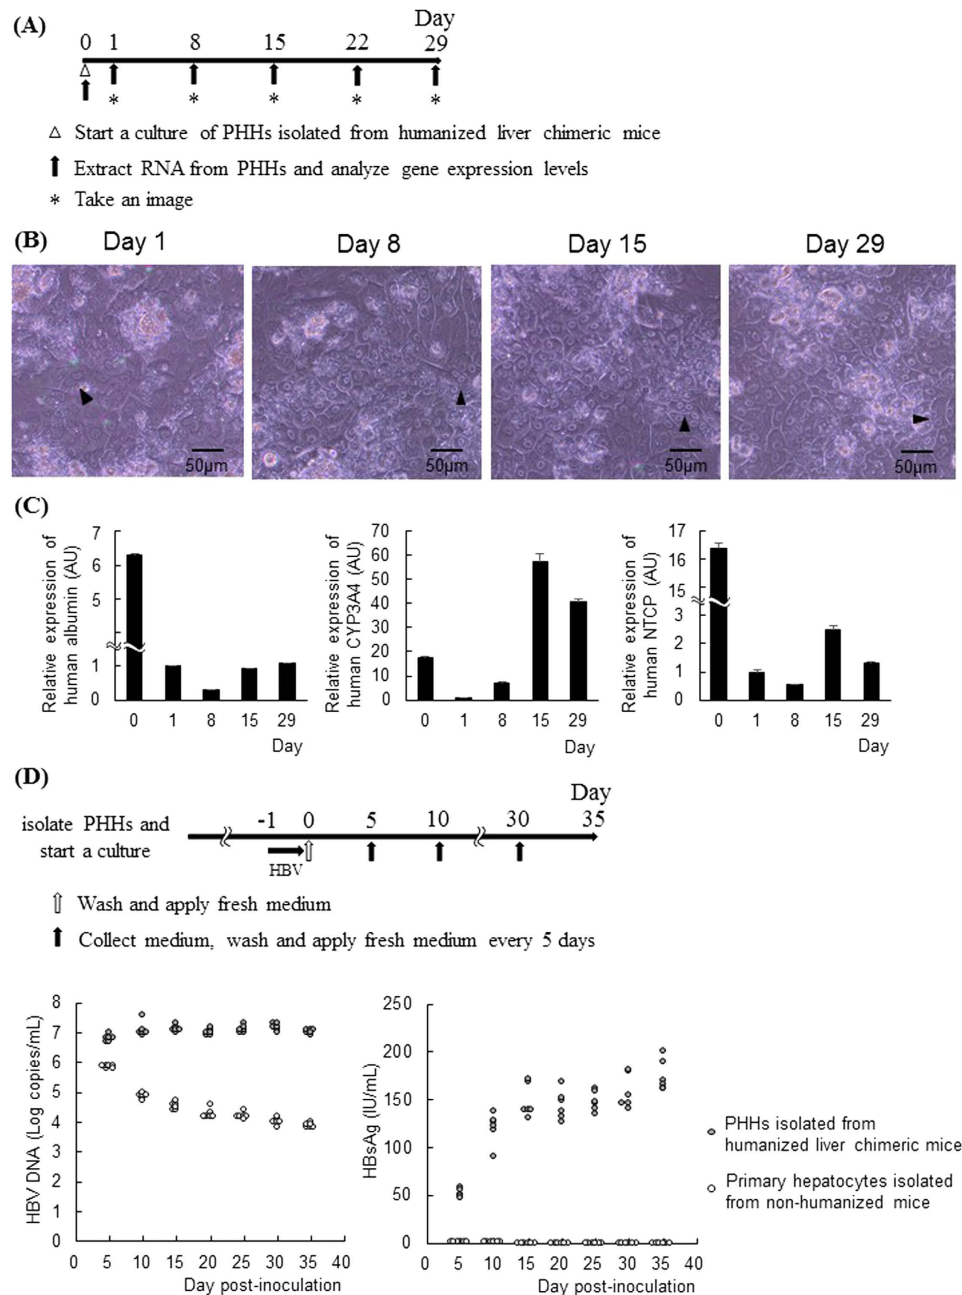 (A)
Day
0 1 8 15 22 29
* * * * *
△ Start a culture of PHHs isolated from humanized liver chimeric mice
⬆ Extract RNA from PHHs and analyze gene expression levels
* Take an image
(B)
Day 1 Day 8 Day 15 Day 29
50μm 50μm 50μm 50μm
(C)
Relative expression of
human albumin (AU)
7
6
5
1
0
0 1 8 15 29
Day
Relative expression of
human CYP3A4 (AU)
70
60
50
40
30
20
10
0
0 1 8 15 29
Day
Relative expression of
human NTCP (AU)
17
16
15
3
2
1
0
0 1 8 15 29
Day
(D)
Day
isolate PHHs and
start a culture
-1 0 5 10 30 35
HBV
⇧ Wash and apply fresh medium
⬆ Collect medium, wash and apply fresh medium every 5 days
HBV DNA (Log copies/mL)
8
7
6
5
4
3
2
1
0
0 5 10 15 20 25 30 35 40
Day post-inoculation
HBsAg (IU/mL)
250
200
150
100
50
0
0 5 10 15 20 25 30 35 40
Day post-inoculation
PHHs isolated from
humanized liver chimeric mice
Primary hepatocytes isolated
from non-humanized mice